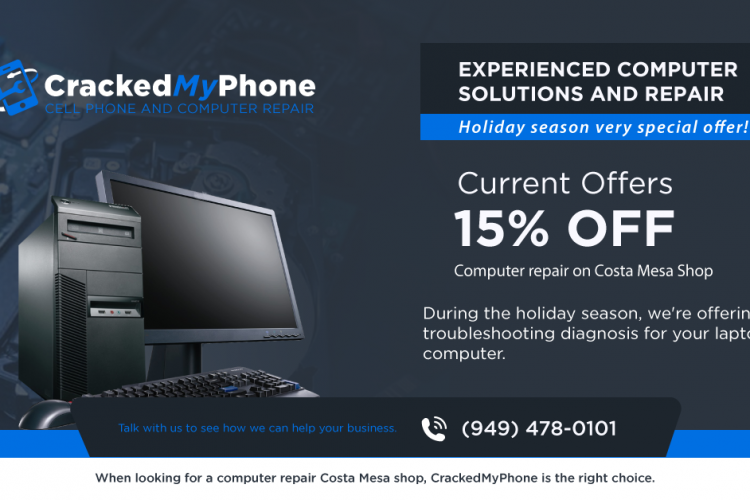 CrackedMyPhone
CELL PHONE AND COMPUTER REPAIR
EXPERIENCED COMPUTER
SOLUTIONS AND REPAIR
Holiday season very special offer!
Current Offers
15% OFF
Computer repair on Costa Mesa Shop
During the holiday season, we're offerin
troubleshooting diagnosis for your lapto
computer.
Talk with us to see how we can help your business.
(949) 478-0101
When looking for a computer repair Costa Mesa shop, CrackedMyPhone is the right choice.